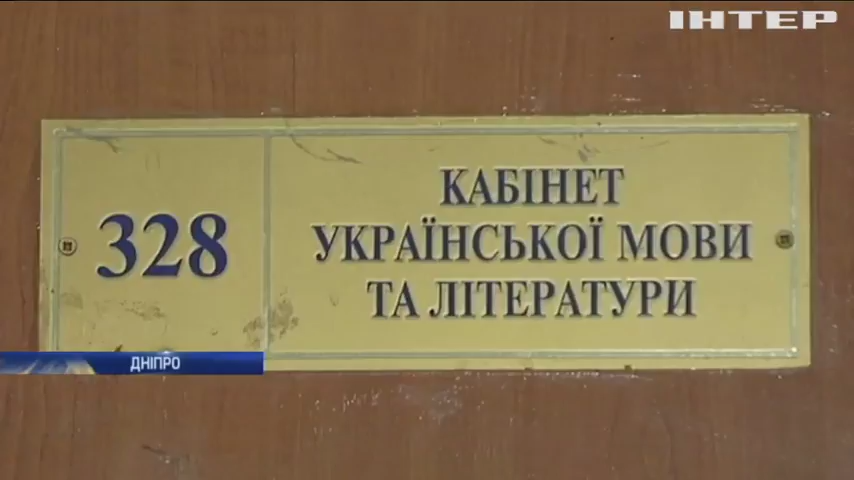 ІНТЕР
328
КАБІНЕТ
УКРАЇНСЬКОЇ МОВИ
ТА ЛІТЕРАТУРИ
ДНІПРО